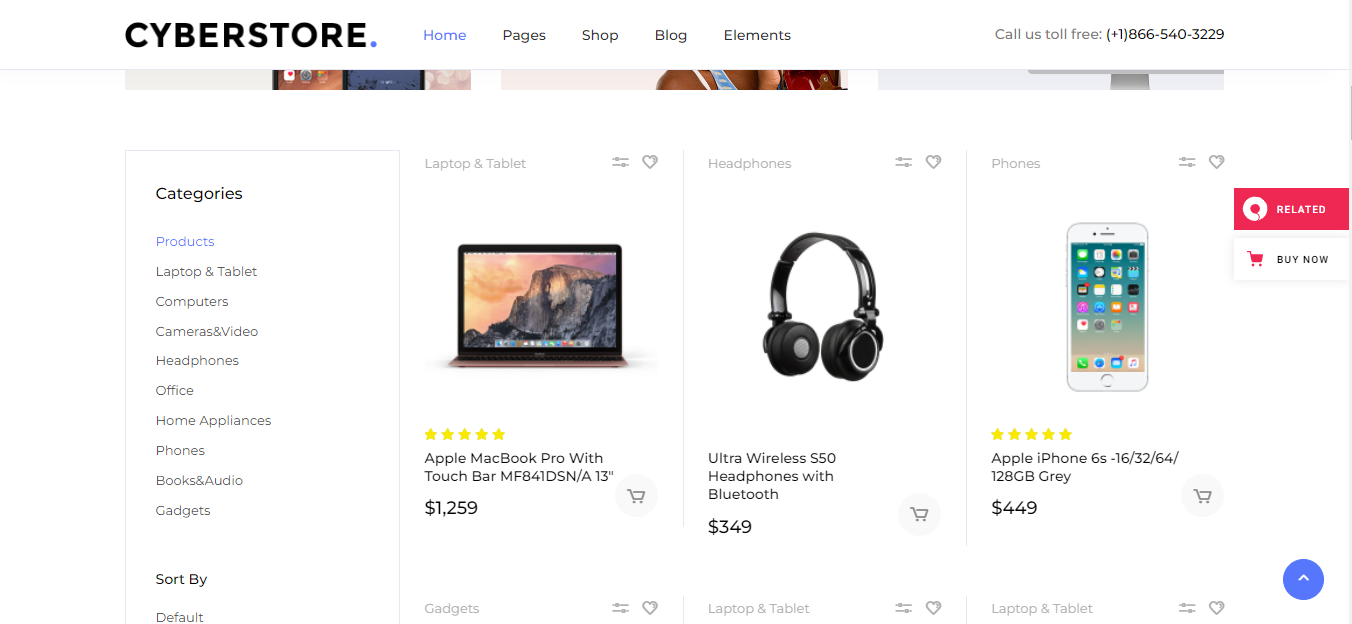 CYBERSTORE.
Home Pages Shop Blog Elements
Call us toll free: (+1)866-540-3229
Categories
Products
Laptop & Tablet
Computers
Cameras&Video
Headphones
Office
Home Appliances
Phones
Books&Audio
Gadgets
Sort By
Default
Laptop & Tablet
Apple MacBook Pro With
Touch Bar MF841DSN/A 13"
$1,259
Headphones
Ultra Wireless S50
Headphones with
Bluetooth
$349
Phones
Apple iPhone 6s -16/32/64/
128GB Grey
$449
Gadgets
Laptop & Tablet
Laptop & Tablet
RELATED
BUY NOW